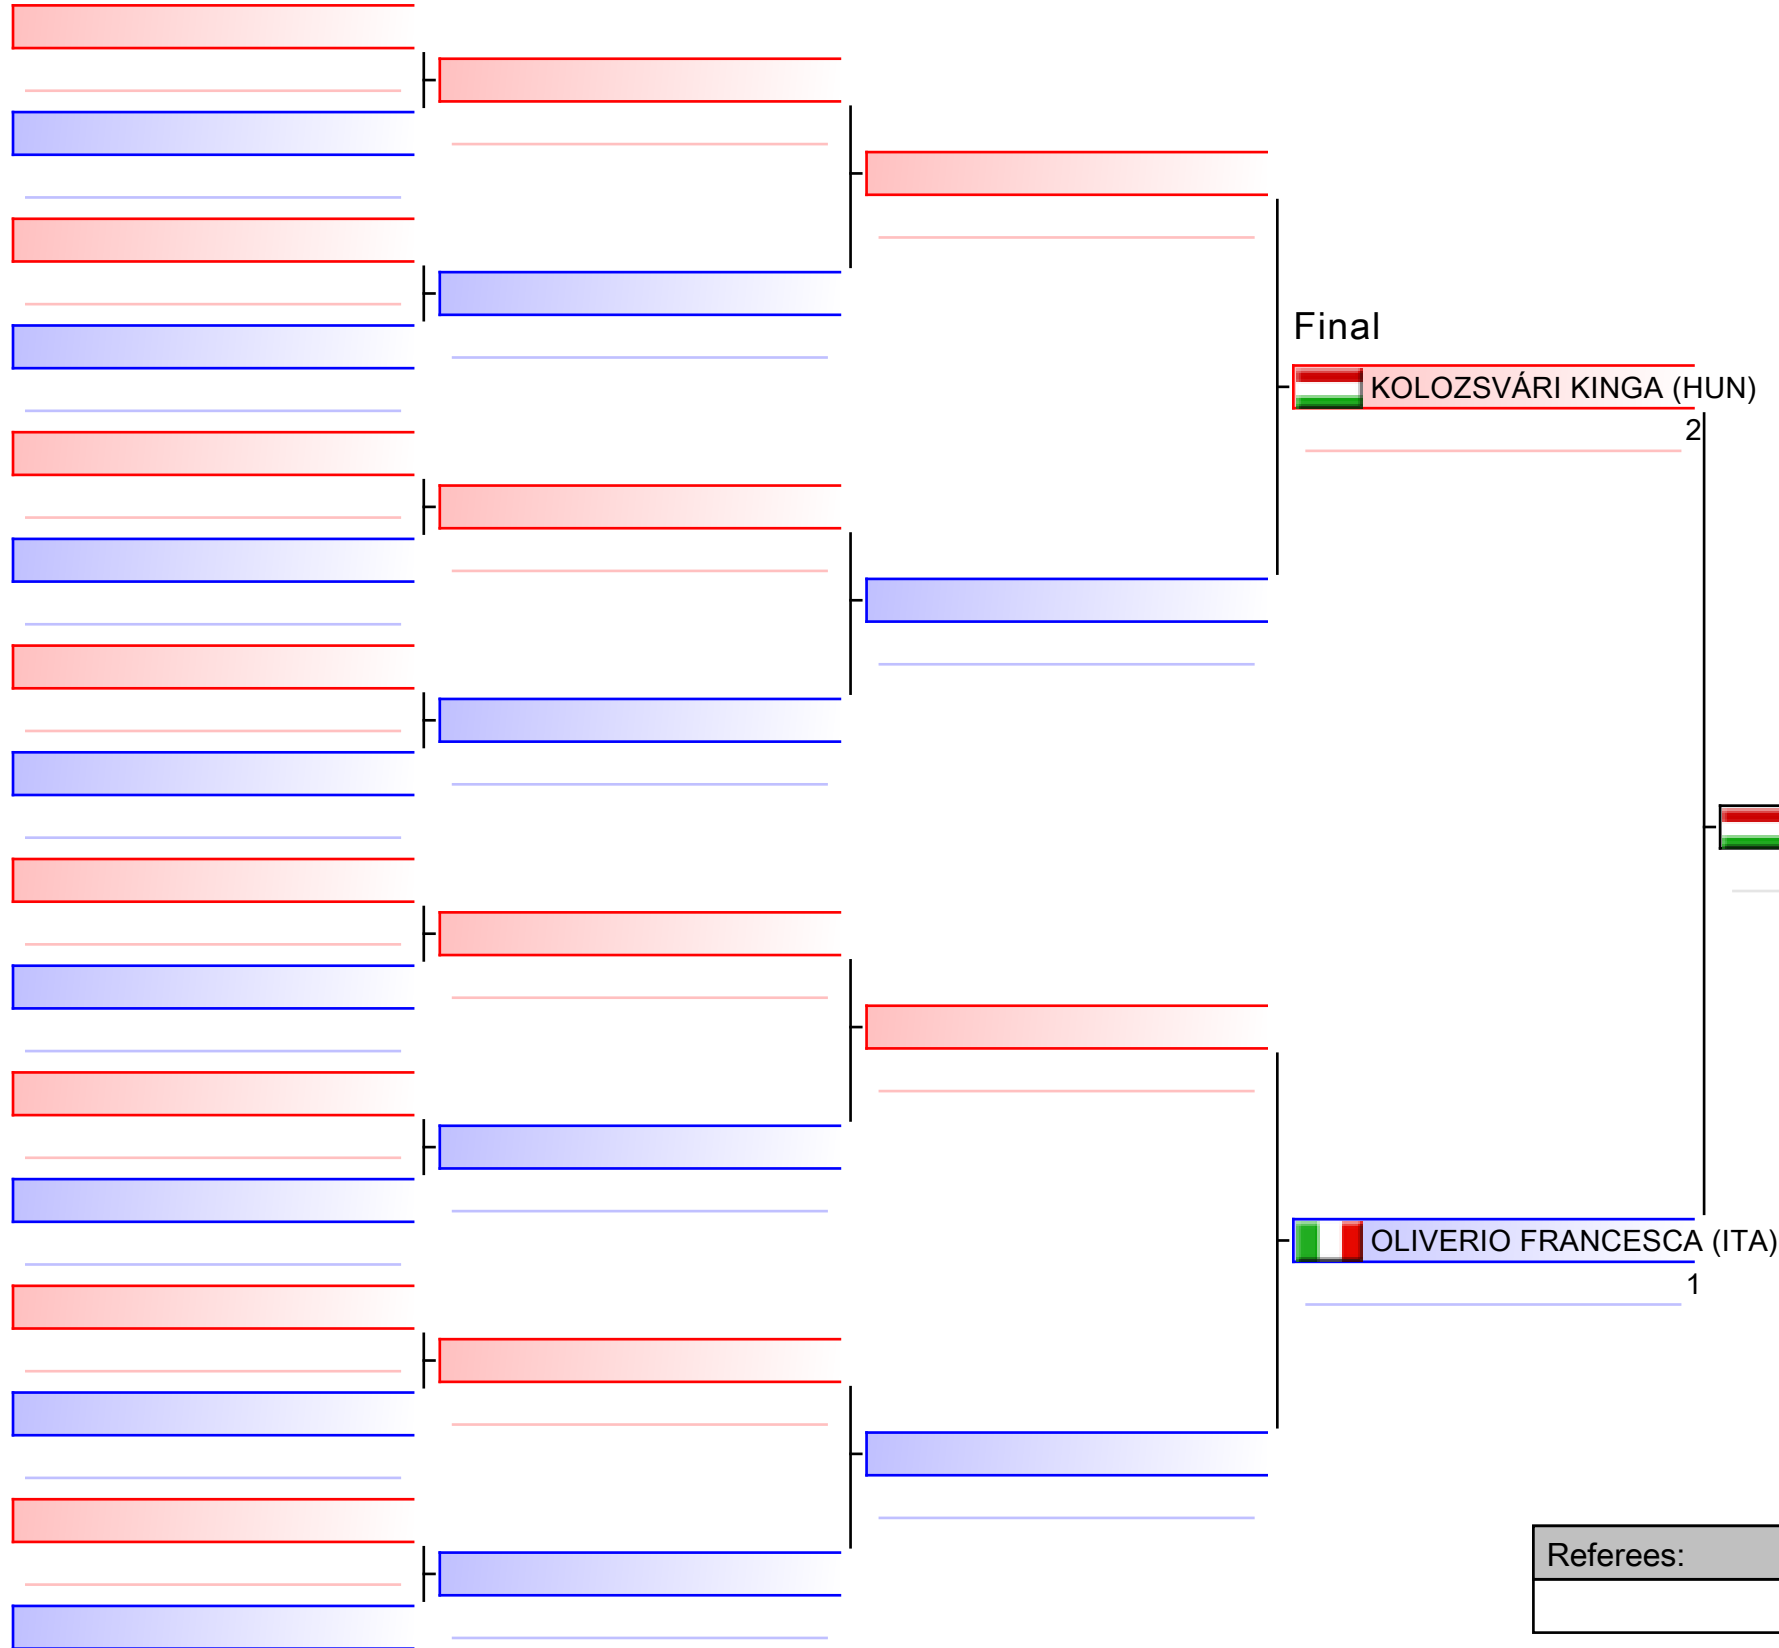 Final
KOLOZSVÁRI KINGA (HUN)
2
OLIVERIO FRANCESCA (ITA)
1
Referees: